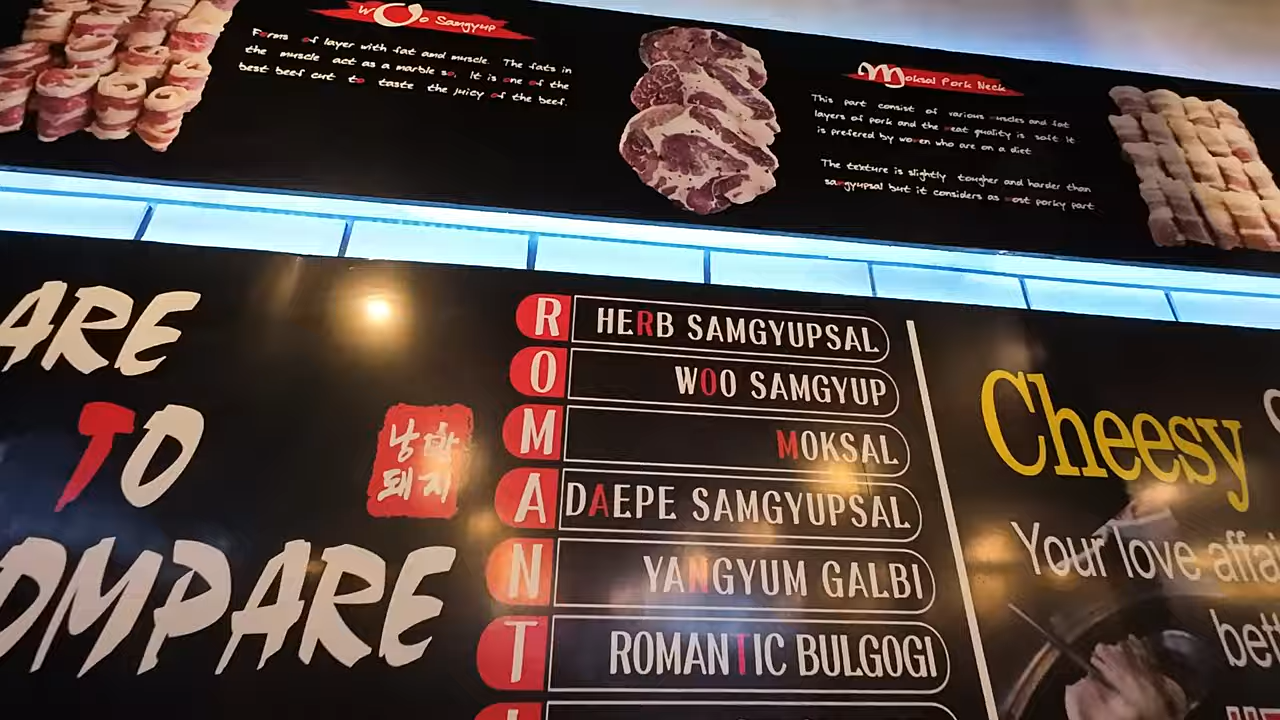 Woo Samgyup
Forms of layer with fat and muscle. The fats in
the muscle act as a marble so, It is one of the
best beef cut to taste the juicy of the beef.
Moksal Pork Neck
This part consist of various muscles and fat
layers of pork and the meat quality is soft it
is prefered by women who are on a diet
The texture is slightly tougher and harder than
samgyupsal but it considers as most porky part
ARE
TO
OMPARE
낭만
돼지
R HERB SAMGYUPSAL
O WOO SAMGYUP
M MOKSAL
A DAEPE SAMGYUPSAL
N YANGYUM GALBI
T ROMANTIC BULGOGI
Cheesy
Your love affai
bett